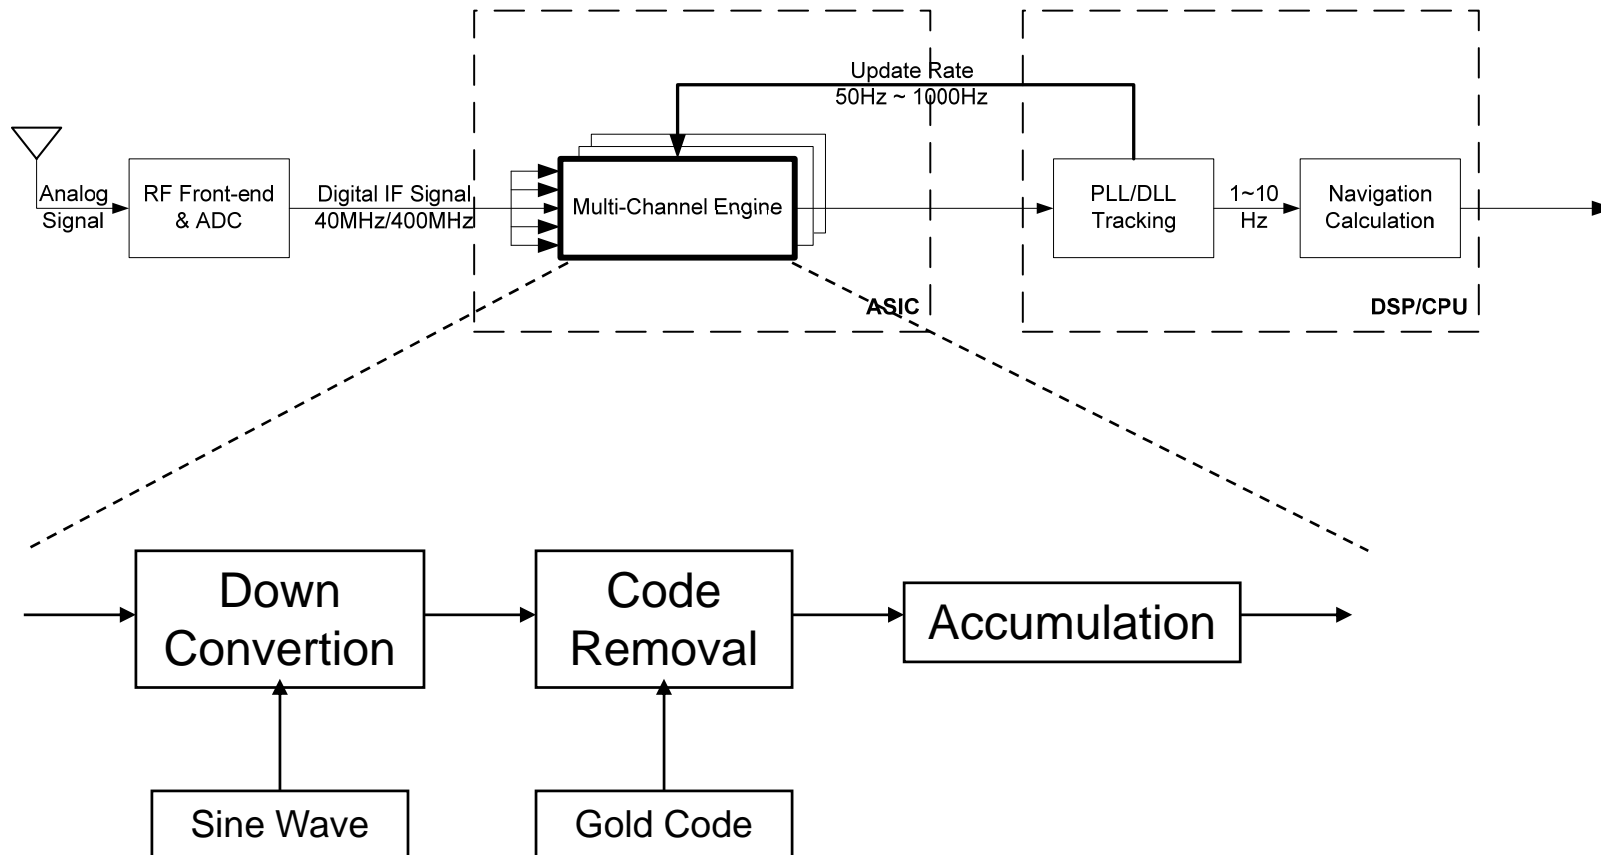 Update Rate
50Hz ~ 1000Hz
Analog
Signal
RF Front-end
& ADC
Digital IF Signal
40MHz/400MHz
Multi-Channel Engine
PLL/DLL
Tracking
1~10
Hz
Navigation
Calculation
ASIC
DSP/CPU
Down
Convertion
Code
Removal
Accumulation
Sine Wave
Gold Code